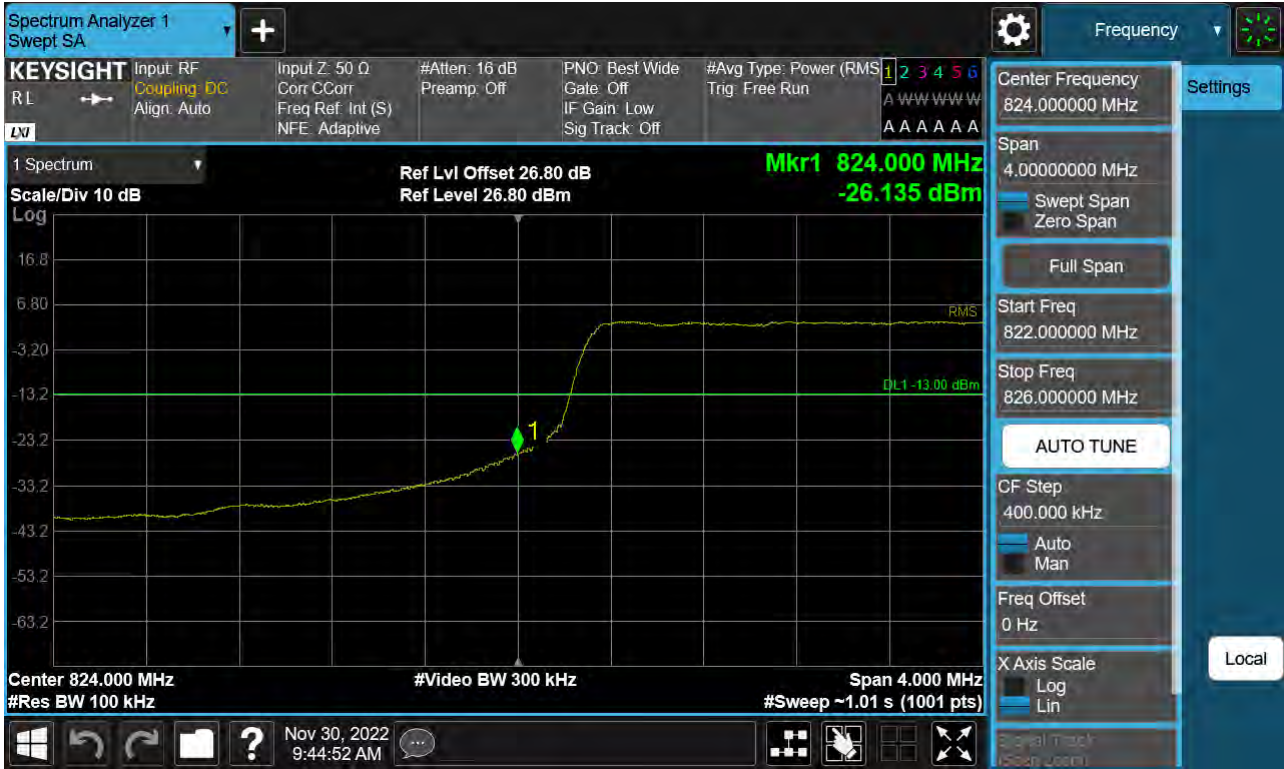 Spectrum Analyzer 1
Swept SA
Frequency
KEYSIGHT
RL
LXI
Input: RF
Coupling: DC
Align: Auto
Input Z: 50 Ω
Corr CCorr
Freq Ref: Int (S)
NFE: Adaptive
#Atten: 16 dB
Preamp: Off
PNO: Best Wide
Gate: Off
IF Gain: Low
Sig Track: Off
#Avg Type: Power (RMS
Trig: Free Run
1 2 3 4 5 6
A W W W W W
A A A A A A
1 Spectrum
Scale/Div 10 dB
Ref Lvl Offset 26.80 dB
Ref Level 26.80 dBm
Mkr1 824.000 MHz
-26.135 dBm
Log
16.8
6.80
-3.20
-13.2
-23.2
-33.2
-43.2
-53.2
-63.2
RMS
DL1 -13.00 dBm
1
Center 824.000 MHz
#Res BW 100 kHz
#Video BW 300 kHz
Span 4.000 MHz
#Sweep ~1.01 s (1001 pts)
Center Frequency
824.000000 MHz
Span
4.00000000 MHz
Swept Span
Zero Span
Full Span
Start Freq
822.000000 MHz
Stop Freq
826.000000 MHz
AUTO TUNE
CF Step
400.000 kHz
Auto
Man
Freq Offset
0 Hz
X Axis Scale
Log
Lin
Signal Track
(Span Zoom)
Settings
Local
?
Nov 30, 2022
9:44:52 AM